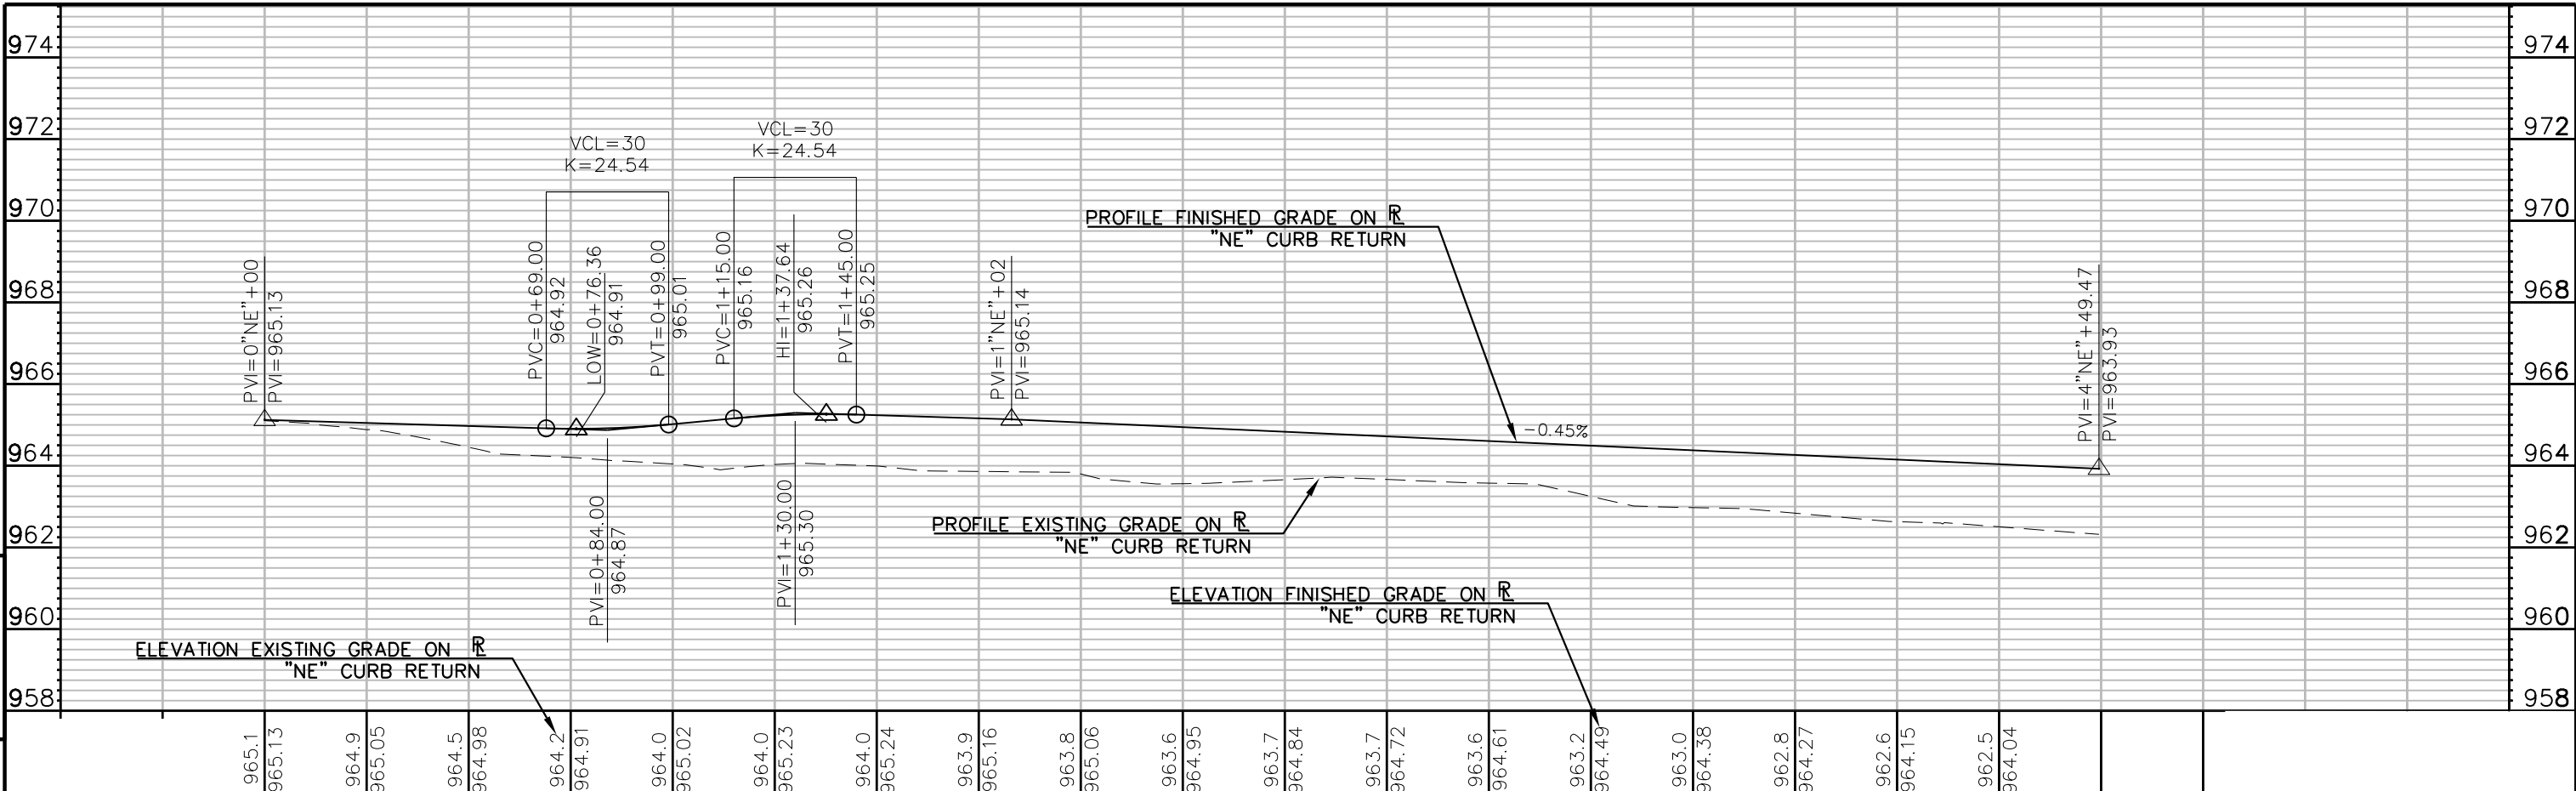 974
974
972
972
970
970
968
968
966
966
964
964
962
962
960
960
958
958
VCL=30
K=24.54
VCL=30
K=24.54
PVI=0"NE"+00
PVI=965.13
PVC=0+69.00
964.92
LOW=0+76.36
964.91
PVT=0+99.00
965.01
PVC=1+15.00
965.16
HI=1+37.64
965.26
PVT=1+45.00
965.25
PVI=1"NE"+02
PVI=965.14
PROFILE FINISHED GRADE ON PL
"NE" CURB RETURN
-0.45%
PVI=4"NE"+49.47
PVI=963.93
PVI=0+84.00
964.87
PVI=1+30.00
965.30
PROFILE EXISTING GRADE ON PL
"NE" CURB RETURN
ELEVATION FINISHED GRADE ON PL
"NE" CURB RETURN
ELEVATION EXISTING GRADE ON PL
"NE" CURB RETURN
965.1
965.13
964.9
965.05
964.5
964.98
964.2
964.91
964.0
965.02
964.0
965.23
964.0
965.24
963.9
965.16
963.8
965.06
963.6
964.95
963.7
964.84
963.7
964.72
963.6
964.61
963.2
964.49
963.0
964.38
962.8
964.27
962.6
964.15
962.5
964.04